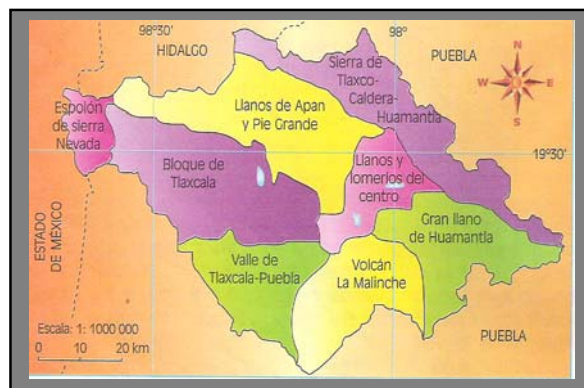 98°30'
98°
HIDALGO
PUEBLA
N
W
E
S
Sierra de
Tlaxco-
Caldera-
Huamantla
Espolón
de sierra
Nevada
Llanos de Apan
y Pie Grande
19°30'
Bloque de
Tlaxcala
Llanos y
lomeríos del
centro
Gran llano
de Huamantla
ESTADO
DE MÉXICO
Valle de
Tlaxcala-Puebla
Volcán
La Malinche
Escala: 1: 1000 000
0 10 20 km
PUEBLA